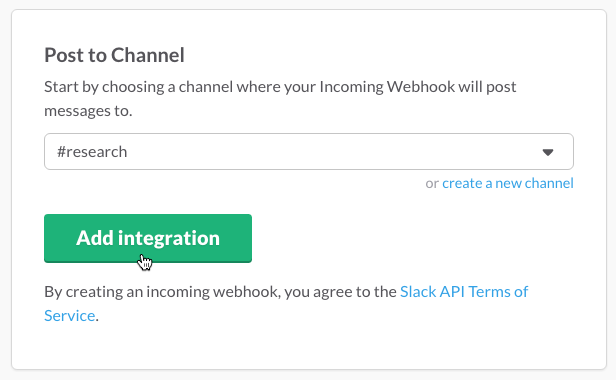 Post to Channel
Start by choosing a channel where your Incoming Webhook will post
messages to.
#research
or create a new channel
Add integration
By creating an incoming webhook, you agree to the Slack API Terms of
Service.